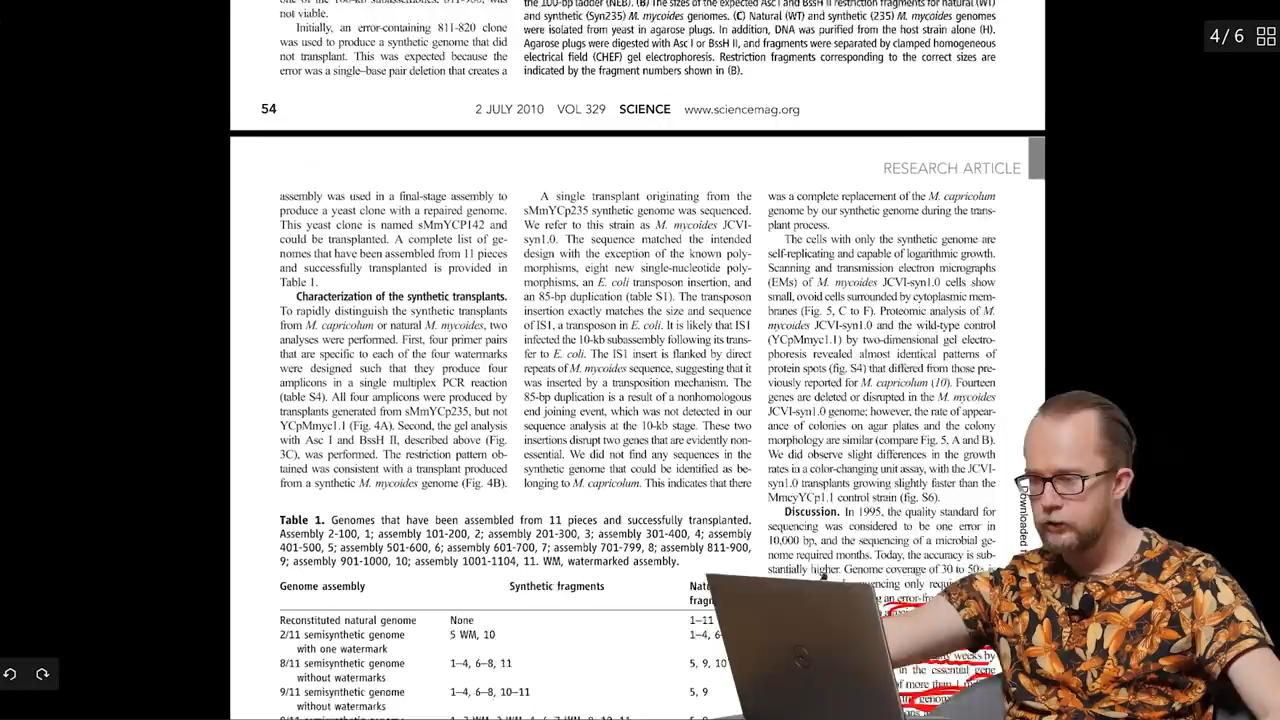 one of the 100-kb subassemblies, 811-900, was
not viable.
Initially, an error-containing 811-820 clone
was used to produce a synthetic genome that did
not transplant. This was expected because the
error was a single–base pair deletion that creates a
the 100-bp ladder (NEB). (B) The sizes of the expected Asc I and BssH II restriction fragments for natural (WT)
and synthetic (Syn235) M. mycoides genomes. (C) Natural (WT) and synthetic (235) M. mycoides genomes
were isolated from yeast in agarose plugs. In addition, DNA was purified from the host strain alone (H).
Agarose plugs were digested with Asc I or BssH II, and fragments were separated by clamped homogeneous
electrical field (CHEF) gel electrophoresis. Restriction fragments corresponding to the correct sizes are
indicated by the fragment numbers shown in (B).
4 / 6
54
2 JULY 2010 VOL 329 SCIENCE www.sciencemag.org
RESEARCH ARTICLE
assembly was used in a final-stage assembly to
produce a yeast clone with a repaired genome.
This yeast clone is named sMmYCP142 and
could be transplanted. A complete list of ge-
nomes that have been assembled from 11 pieces
and successfully transplanted is provided in
Table 1.
Characterization of the synthetic transplants.
To rapidly distinguish the synthetic transplants
from M. capricolum or natural M. mycoides, two
analyses were performed. First, four primer pairs
that are specific to each of the four watermarks
were designed such that they produce four
amplicons in a single multiplex PCR reaction
(table S4). All four amplicons were produced by
transplants generated from sMmYCp235, but not
YCpMmyc1.1 (Fig. 4A). Second, the gel analysis
with Asc I and BssH II, described above (Fig.
3C), was performed. The restriction pattern ob-
tained was consistent with a transplant produced
from a synthetic M. mycoides genome (Fig. 4B).
A single transplant originating from the
sMmYCp235 synthetic genome was sequenced.
We refer to this strain as M. mycoides JCVI-
syn1.0. The sequence matched the intended
design with the exception of the known poly-
morphisms, eight new single-nucleotide poly-
morphisms, an E. coli transposon insertion, and
an 85-bp duplication (table S1). The transposon
insertion exactly matches the size and sequence
of IS1, a transposon in E. coli. It is likely that IS1
infected the 10-kb subassembly following its trans-
fer to E. coli. The IS1 insert is flanked by direct
repeats of M. mycoides sequence, suggesting that it
was inserted by a transposition mechanism. The
85-bp duplication is a result of a nonhomologous
end joining event, which was not detected in our
sequence analysis at the 10-kb stage. These two
insertions disrupt two genes that are evidently non-
essential. We did not find any sequences in the
synthetic genome that could be identified as be-
longing to M. capricolum. This indicates that there
was a complete replacement of the M. capricolum
genome by our synthetic genome during the trans-
plant process.
The cells with only the synthetic genome are
self-replicating and capable of logarithmic growth.
Scanning and transmission electron micrographs
(EMs) of M. mycoides JCVI-syn1.0 cells show
small, ovoid cells surrounded by cytoplasmic mem-
branes (Fig. 5, C to F). Proteomic analysis of M.
mycoides JCVI-syn1.0 and the wild-type control
(YCpMmyc1.1) by two-dimensional gel electro-
phoresis revealed almost identical patterns of
protein spots (fig. S4) that differed from those pre-
viously reported for M. capricolum (10). Fourteen
genes are deleted or disrupted in the M. mycoides
JCVI-syn1.0 genome; however, the rate of appear-
ance of colonies on agar plates and the colony
morphology are similar (compare Fig. 5, A and B).
We did observe slight differences in the growth
rates in a color-changing unit assay, with the JCVI-
syn1.0 transplants growing slightly faster than the
MmcyYCp1.1 control strain (fig. S6).
Discussion. In 1995, the quality standard for
sequencing was considered to be one error in
10,000 bp, and the sequencing of a microbial ge-
nome required months. Today, the accuracy is sub-
stantially higher. Genome coverage of 30 to 50×
sequencing only
an
weeks by
in the essential gene
of more than 1
Downloaded
Table 1. Genomes that have been assembled from 11 pieces and successfully transplanted.
Assembly 2-100, 1; assembly 101-200, 2; assembly 201-300, 3; assembly 301-400, 4; assembly
401-500, 5; assembly 501-600, 6; assembly 601-700, 7; assembly 701-799, 8; assembly 811-900,
9; assembly 901-1000, 10; assembly 1001-1104, 11. WM, watermarked assembly.
Genome assembly Synthetic fragments
Reconstituted natural genome None 1–11
2/11 semisynthetic genome 5 WM, 10
with one watermark
8/11 semisynthetic genome 1–4, 6–8, 11 5, 9, 10
without watermarks
9/11 semisynthetic genome 1–4, 6–8, 10–11 5, 9
without watermarks